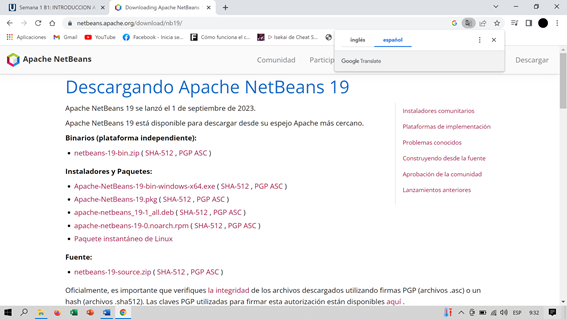 Semana 1 B1: INTRODUCCION A
Downloading Apache NetBeans
netbeans.apache.org/download/nb19/
Aplicaciones
Gmail
YouTube
Facebook - Inicia se...
Cómo funciona el c...
Isekai de Cheat S...
inglés
español
Google Translate
Apache NetBeans
Comunidad
Particip
Descargar
Descargando Apache NetBeans 19
Apache NetBeans 19 se lanzó el 1 de septiembre de 2023.
Apache NetBeans 19 está disponible para descargar desde su espejo Apache más cercano.
Binarios (plataforma independiente):
netbeans-19-bin.zip ( SHA-512 , PGP ASC )
Instaladores y Paquetes:
Apache-NetBeans-19-bin-windows-x64.exe ( SHA-512 , PGP ASC )
Apache-NetBeans-19.pkg ( SHA-512 , PGP ASC )
apache-netbeans_19-1_all.deb ( SHA-512 , PGP ASC )
apache-netbeans-19-0.noarch.rpm ( SHA-512 , PGP ASC )
Paquete instantáneo de Linux
Fuente:
netbeans-19-source.zip ( SHA-512 , PGP ASC )
Oficialmente, es importante que verifiques la integridad de los archivos descargados utilizando firmas PGP (archivos .asc) o un
hash (archivos .sha512). Las claves PGP utilizadas para firmar esta autorización están disponibles aquí .
Instaladores comunitarios
Plataformas de implementación
Problemas conocidos
Construyendo desde la fuente
Aprobación de la comunidad
Lanzamientos anteriores
ESP
9:32